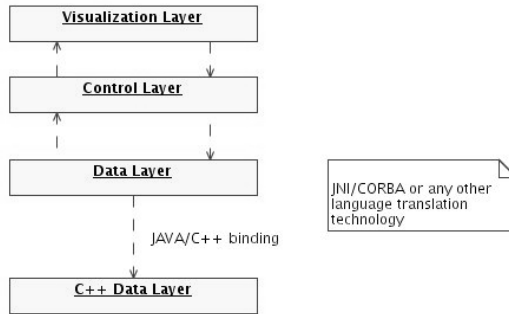 Visualization Layer
Control Layer
Data Layer
JNI/CORBA or any other
language translation
technology
JAVA/C++ binding
C++ Data Layer